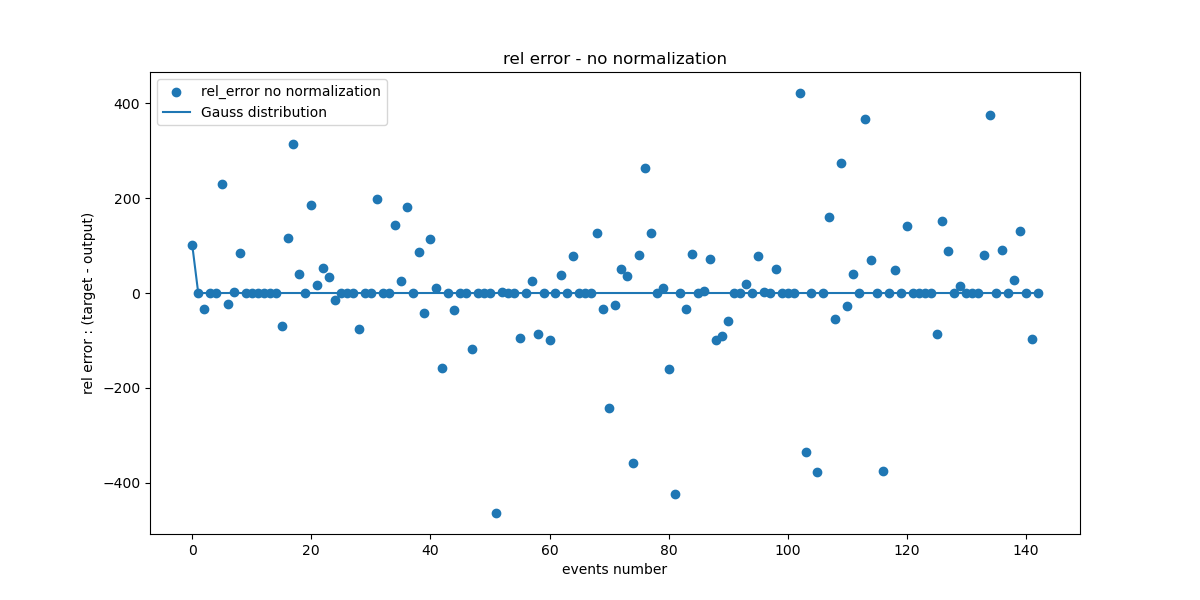 rel error - no normalization
rel_error no normalization
Gauss distribution
rel error : (target - output)
400
200
0
−200
−400
0 20 40 60 80 100 120 140
events number